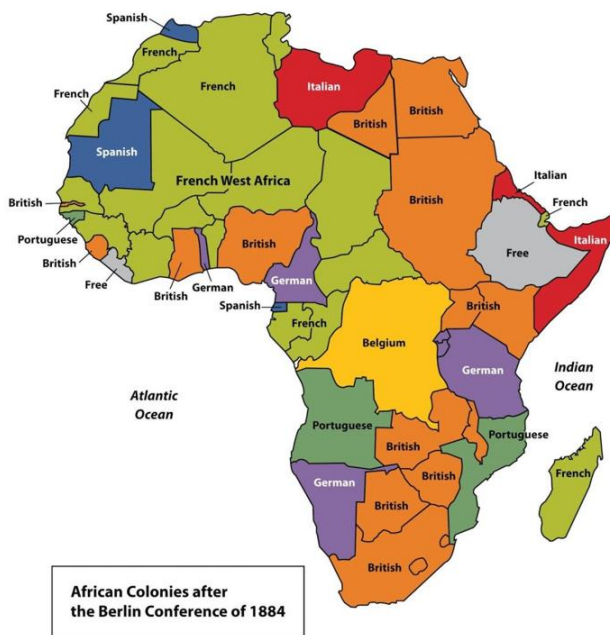 Spanish
French
French
French
Italian
British
British
Spanish
French West Africa
British
Italian
French
British
Portuguese
British
Free
British
German
British
German
Free
Italian
Spanish
French
British
Belgium
German
Indian
Ocean
Atlantic
Ocean
Portuguese
Portuguese
British
German
British
British
French
British
African Colonies after
the Berlin Conference of 1884